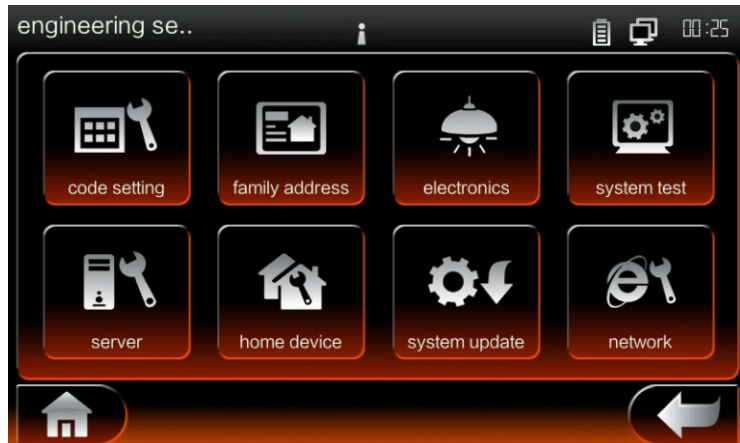 engineering se..
00:25
code setting
family address
electronics
system test
server
home device
system update
network